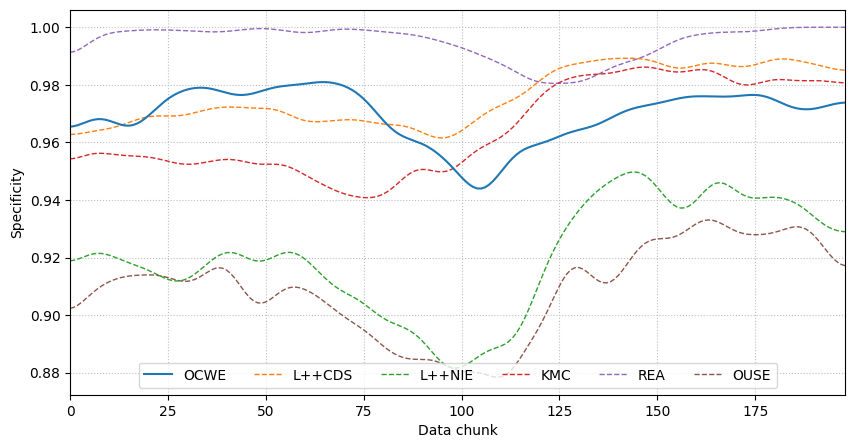 1.00
0.98
0.96
0.94
0.92
0.90
0.88
Specificity
0 25 50 75 100 125 150 175
Data chunk
OCWE L++CDS L++NIE KMC REA OUSE